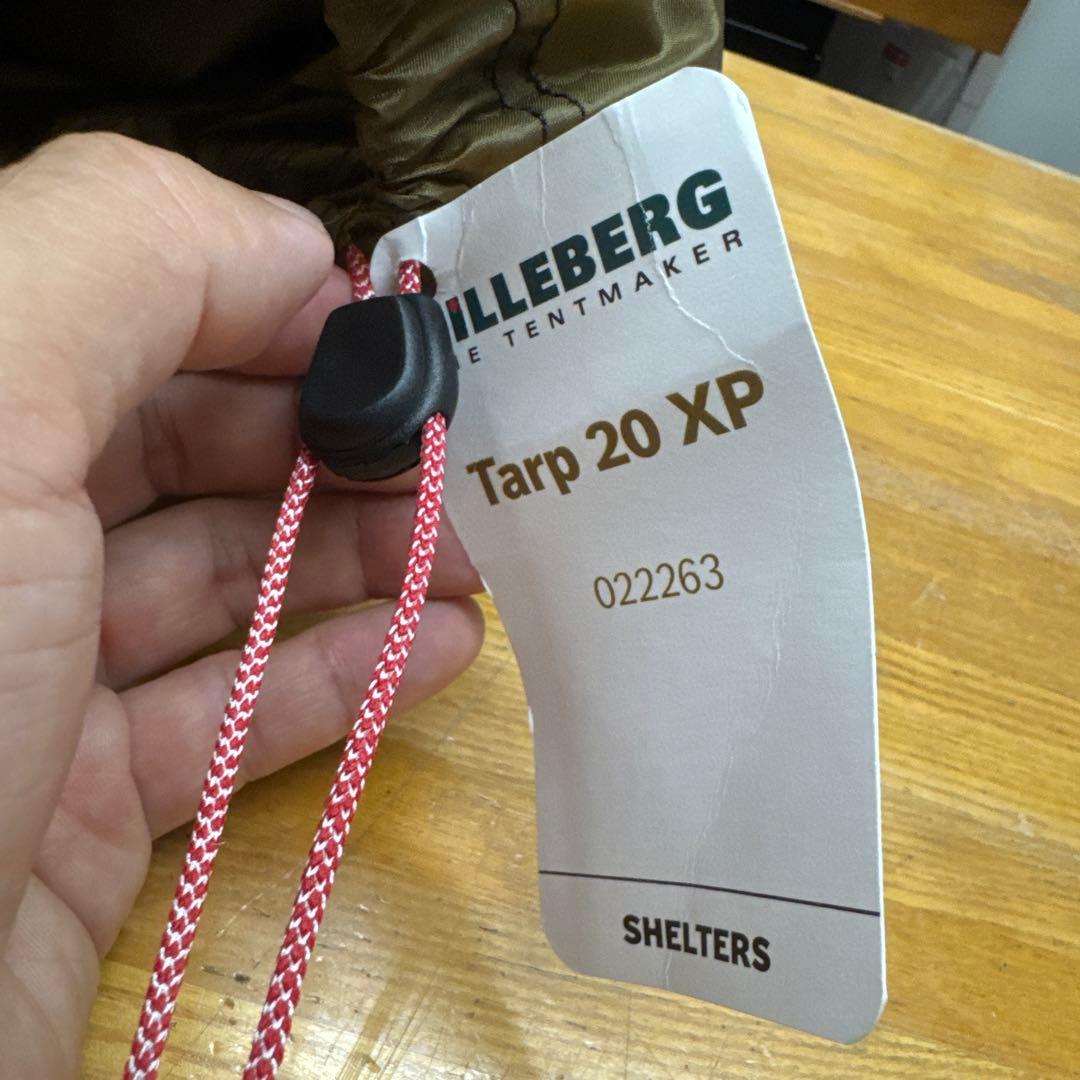 ILLEBERG
E TENTMAKER
Tarp 20 XP
022263
SHELTERS